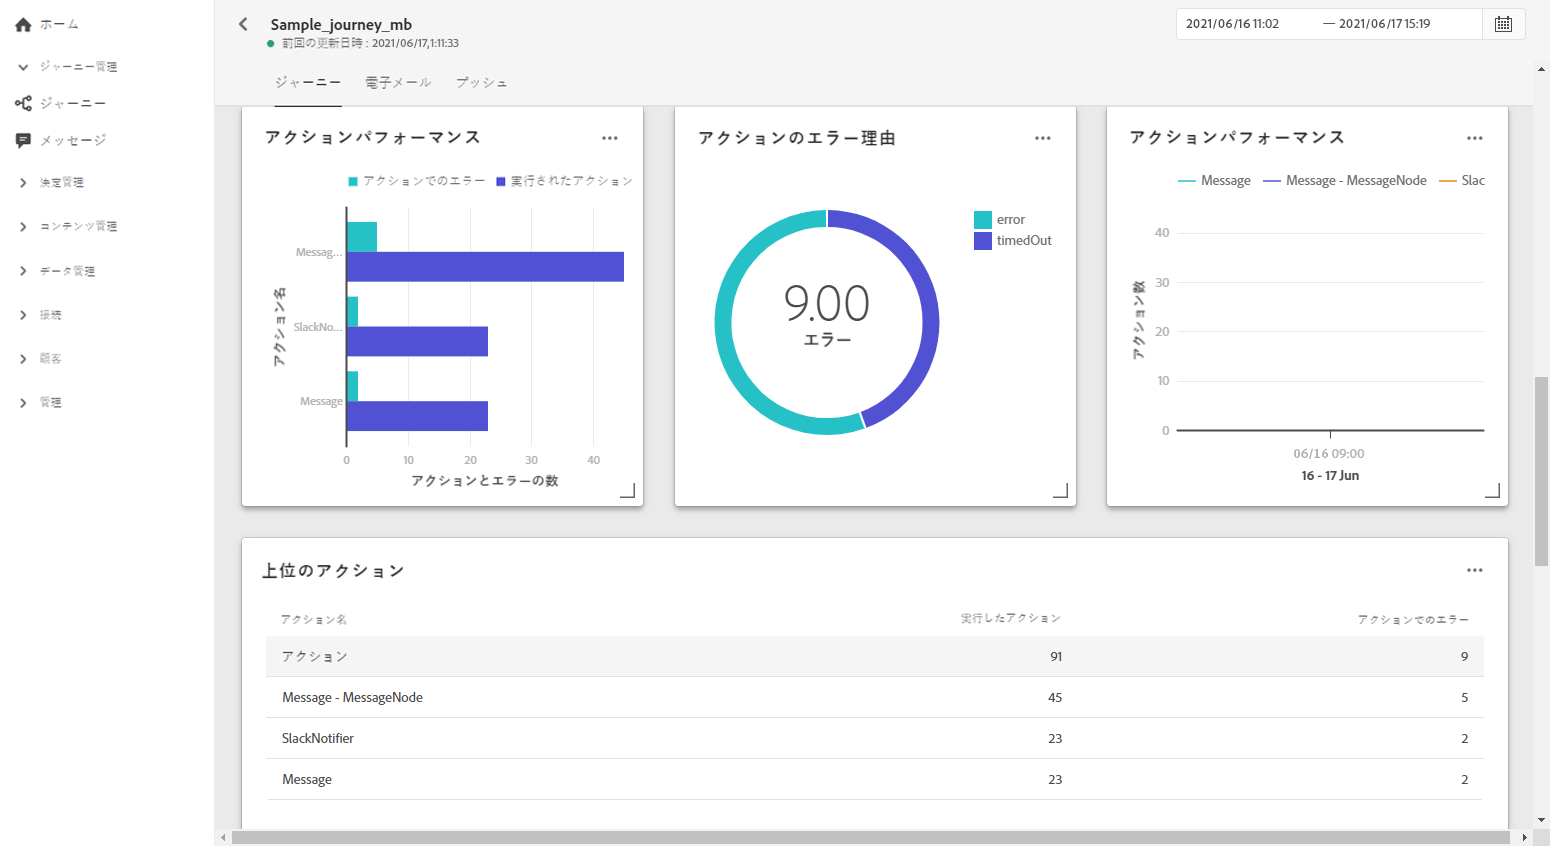 ホーム
ジャーニー管理
ジャーニー
メッセージ
決定管理
コンテンツ管理
データ管理
接続
顧客
管理
Sample_journey_mb
前回の更新日時 : 2021/06/17,1:11:33
2021/06/16 11:02 — 2021/06/17 15:19
ジャーニー 電子メール プッシュ
アクションパフォーマンス
アクションでのエラー 実行されたアクション
アクション名
Messag...
SlackNo...
Message
0 10 20 30 40
アクションとエラーの数
アクションのエラー理由
error
timedOut
9.00
エラー
アクションパフォーマンス
Message Message - MessageNode Slac
アクション数
40
30
20
10
0
06/16 09:00
16 - 17 Jun
上位のアクション
アクション名 実行したアクション アクションでのエラー
アクション 91 9
Message - MessageNode 45 5
SlackNotifier 23 2
Message 23 2